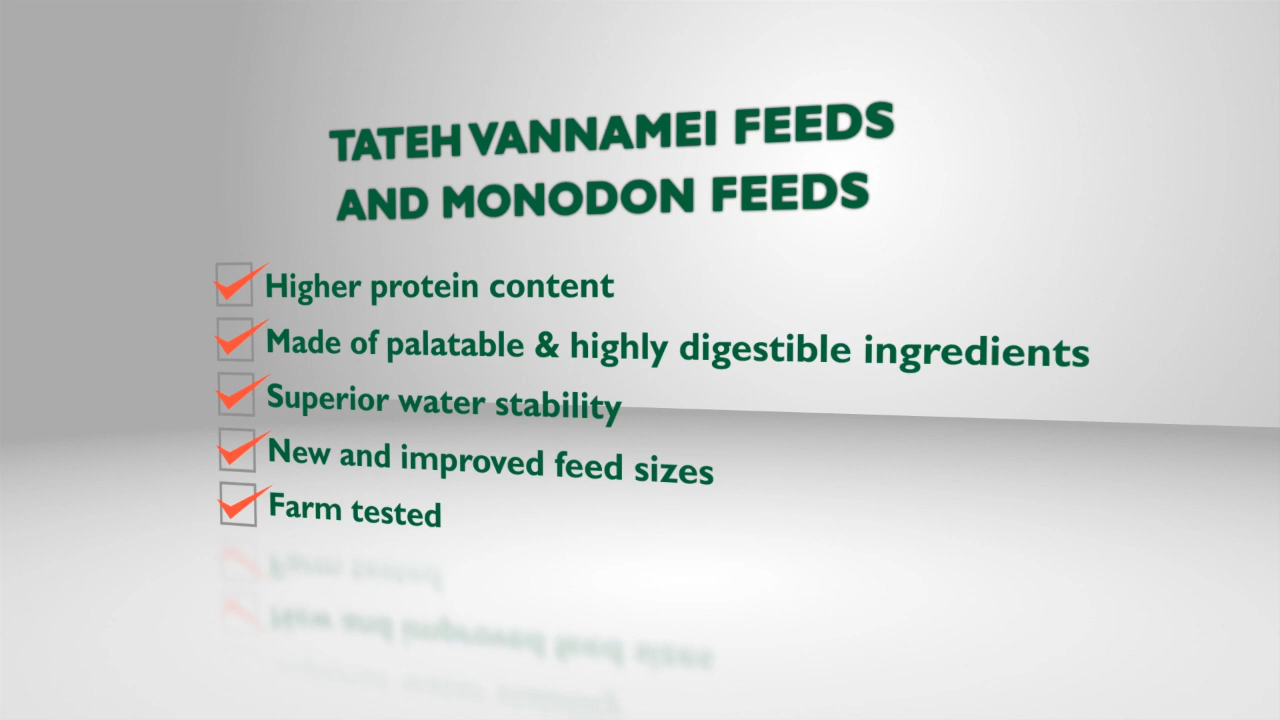 TATEH VANNAMEI FEEDS
AND MONODON FEEDS
Higher protein content
Made of palatable & highly digestible ingredients
Superior water stability
New and improved feed sizes
Farm tested